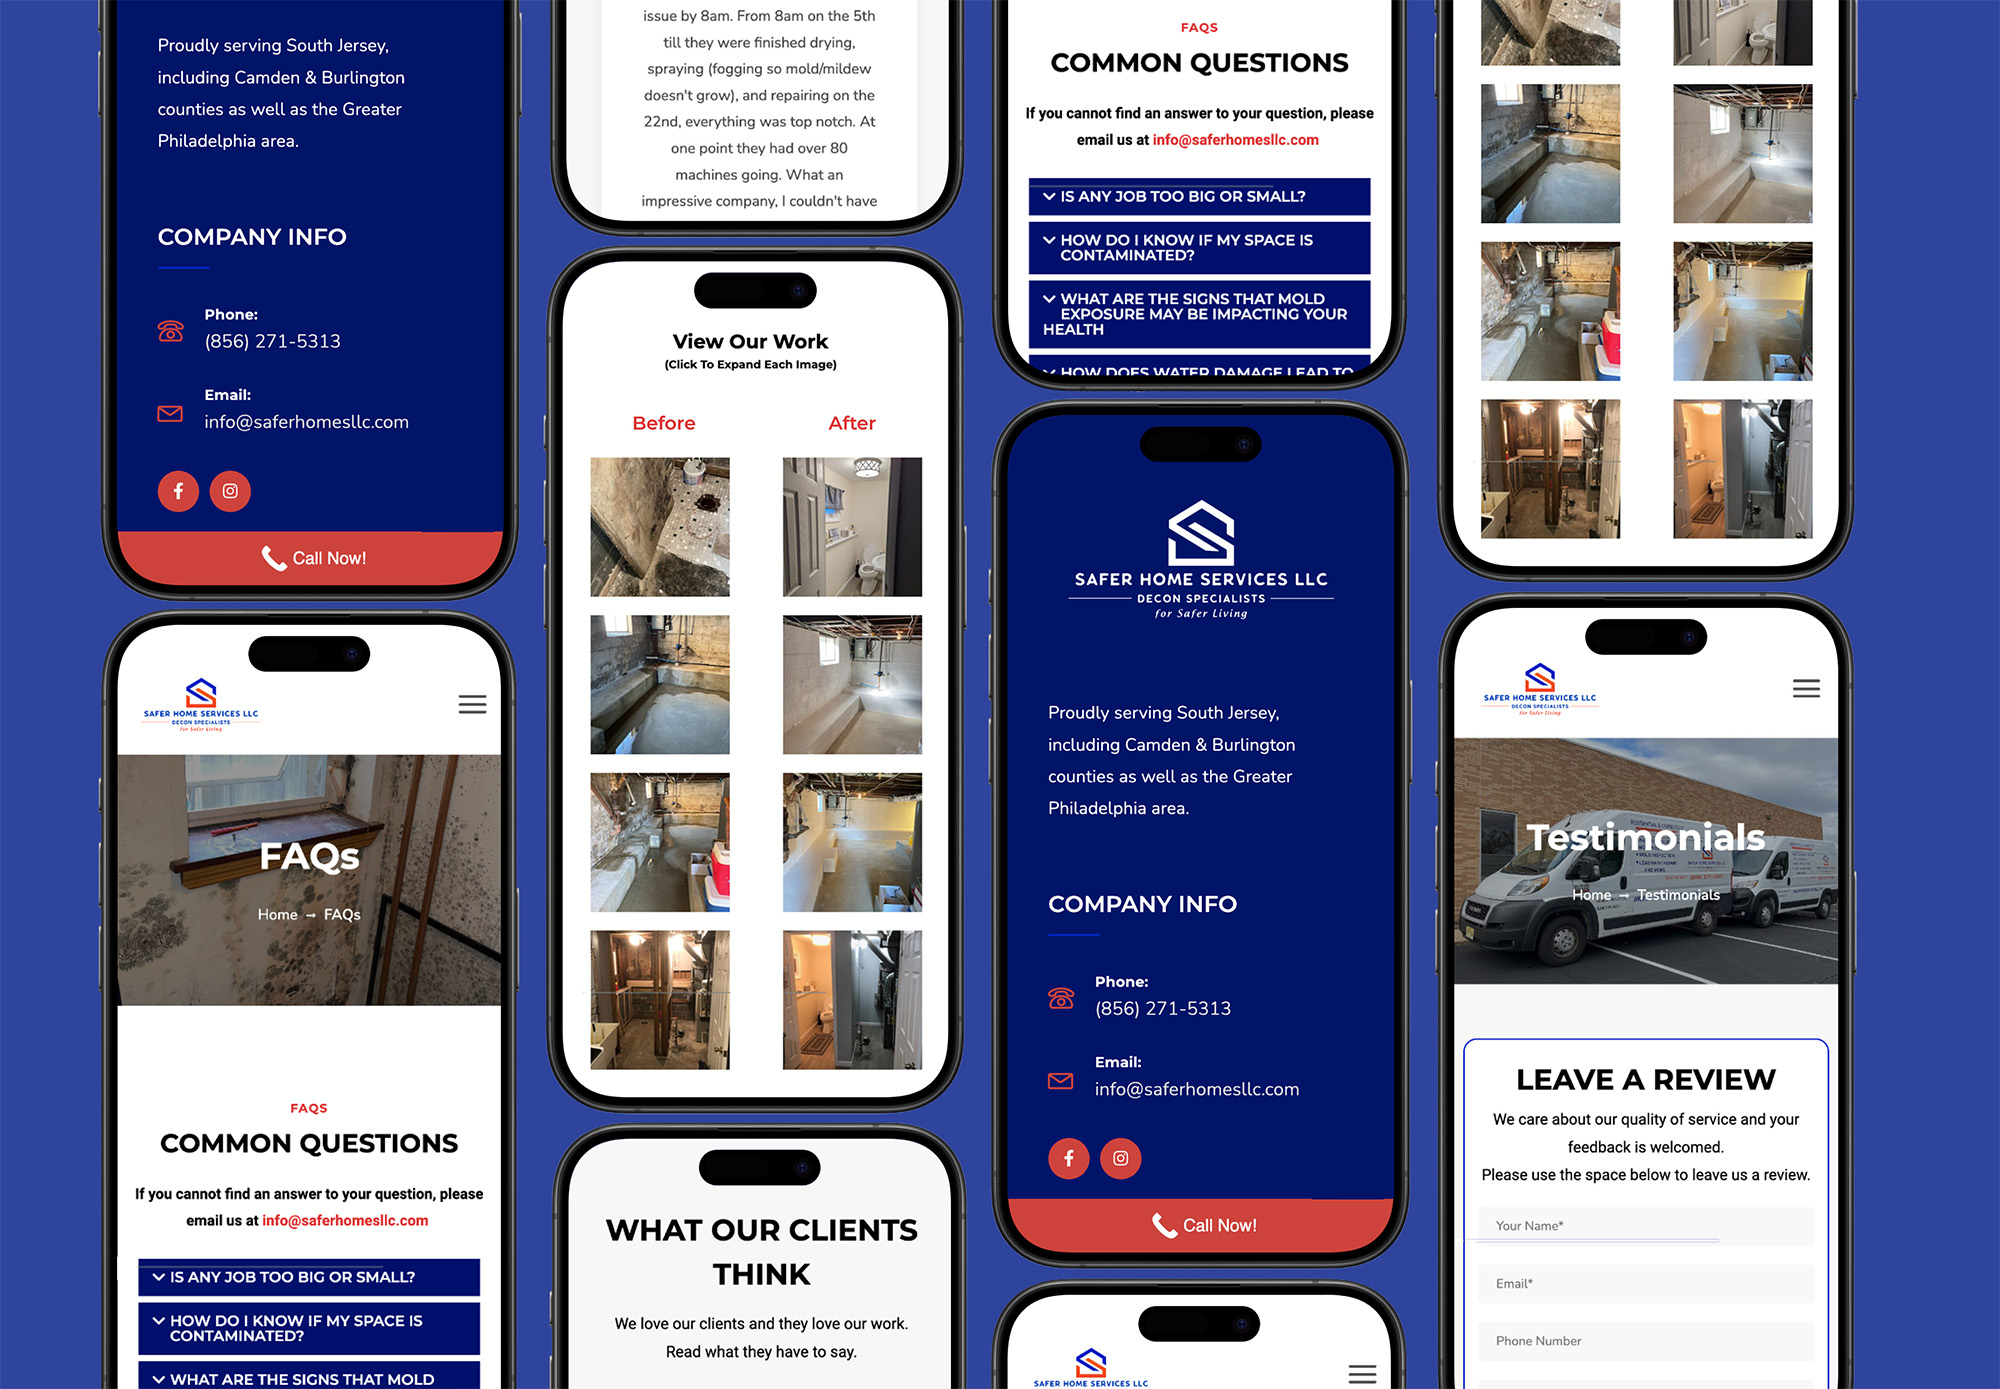 Proudly serving South Jersey,
including Camden & Burlington
counties as well as the Greater
Philadelphia area.
COMPANY INFO
Phone:
(856) 271-5313
Email:
info@saferhomesllc.com
Call Now!
SAFER HOME SERVICES LLC
DECON SPECIALISTS
for Safer Living
FAQs
Home → FAQs
FAQS
COMMON QUESTIONS
If you cannot find an answer to your question, please
email us at info@saferhomesllc.com
IS ANY JOB TOO BIG OR SMALL?
HOW DO I KNOW IF MY SPACE IS
CONTAMINATED?
WHAT ARE THE SIGNS THAT MOLD
issue by 8am. From 8am on the 5th
till they were finished drying,
spraying (fogging so mold/mildew
doesn't grow), and repairing on the
22nd, everything was top notch. At
one point they had over 80
machines going. What an
impressive company, I couldn't have
View Our Work
(Click To Expand Each Image)
Before
After
WHAT OUR CLIENTS
THINK
We love our clients and they love our work.
Read what they have to say.
FAQS
COMMON QUESTIONS
If you cannot find an answer to your question, please
email us at info@saferhomesllc.com
IS ANY JOB TOO BIG OR SMALL?
HOW DO I KNOW IF MY SPACE IS
CONTAMINATED?
WHAT ARE THE SIGNS THAT MOLD
EXPOSURE MAY BE IMPACTING YOUR
HEALTH
HOW DOES WATER DAMAGE LEAD TO
SAFER HOME SERVICES LLC
DECON SPECIALISTS
for Safer Living
Proudly serving South Jersey,
including Camden & Burlington
counties as well as the Greater
Philadelphia area.
COMPANY INFO
Phone:
(856) 271-5313
Email:
info@saferhomesllc.com
Call Now!
SAFER HOME SERVICES LLC
SAFER HOME SERVICES LLC
DECON SPECIALISTS
for Safer Living
Testimonials
Home → Testimonials
LEAVE A REVIEW
We care about our quality of service and your
feedback is welcomed.
Please use the space below to leave us a review.
Your Name*
Email*
Phone Number